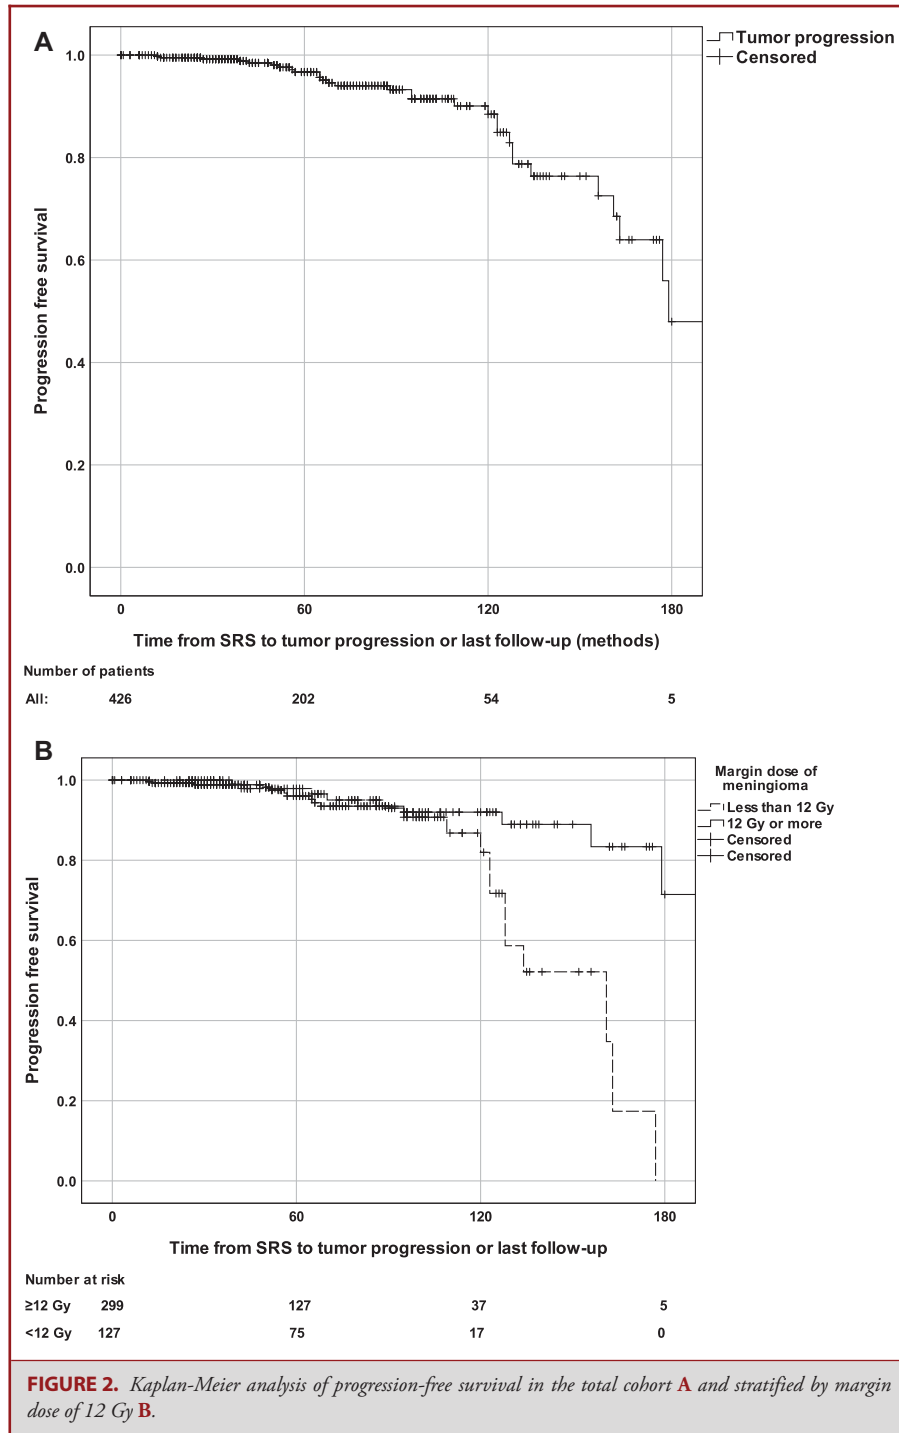 A
Tumor progression
Censored
1.0
0.8
0.6
0.4
0.2
0.0
Progression free survival
0 60 120 180
Time from SRS to tumor progression or last follow-up (methods)
Number of patients
All: 426 202 54 5
B
Margin dose of
meningioma
Less than 12 Gy
12 Gy or more
Censored
Censored
1.0
0.8
0.6
0.4
0.2
0.0
Progression free survival
0 60 120 180
Time from SRS to tumor progression or last follow-up
Number at risk
≥12 Gy 299 127 37 5
<12 Gy 127 75 17 0
FIGURE 2. Kaplan-Meier analysis of progression-free survival in the total cohort A and stratified by margin
dose of 12 Gy B.